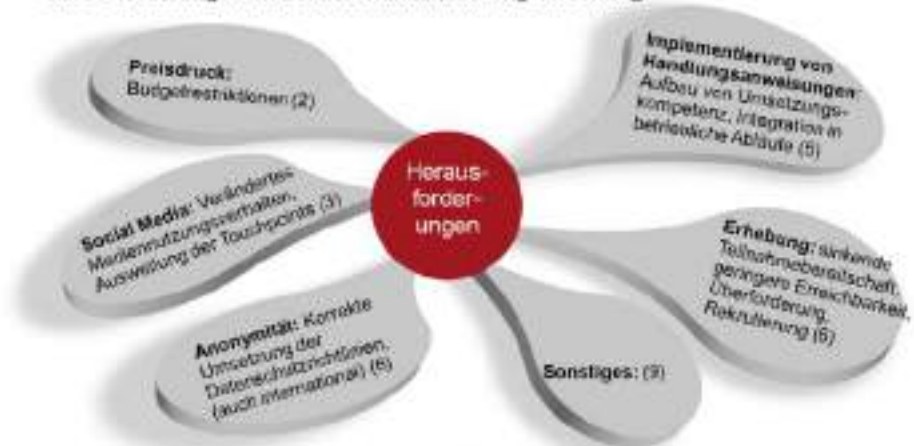 Preisdruck:
Budgetrestriktionen (2)
Implementierung von
Handlungsanweisungen:
Aufbau von Umsetzungs-
kompetenz, Integration in
betriebliche Abläufe (5)
Heraus-
forder-
ungen
Social Media: Verändertes
Mediennutzungsverhalten,
Ausweitung der Touchpoints (3)
Erhebung: sinkende
Teilnahmebereitschaft,
geringere Erreichbarkeit,
Überforderung,
Rekrutierung (6)
Anonymität: Korrekte
Umsetzung der
Datenschutzrichtlinien,
(auch international) (6)
Sonstiges: (9)